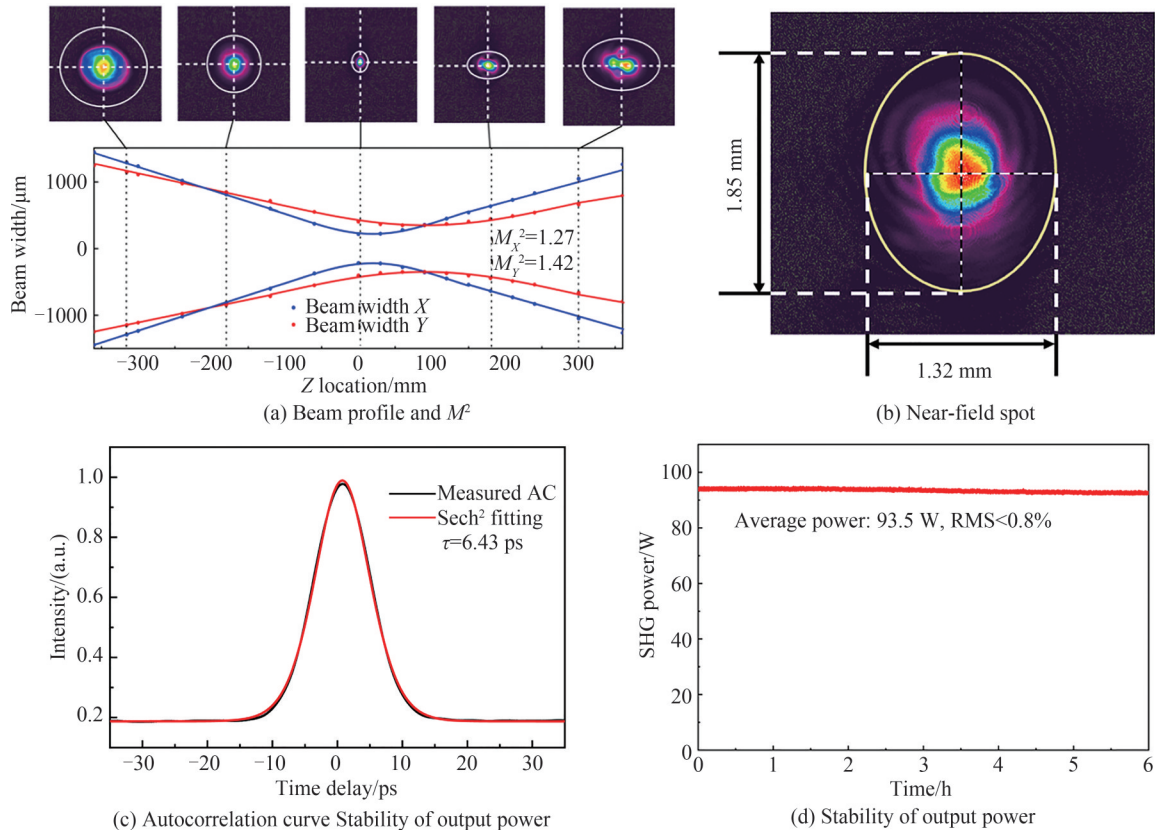 1000
0
−1000
Beam width/μm
M_X²=1.27
M_Y²=1.42
Beam width X
Beam width Y
−300 −200 −100 0 100 200 300
Z location/mm
(a) Beam profile and M²
1.85 mm
1.32 mm
(b) Near-field spot
1.0
0.8
0.6
0.4
0.2
Intensity/(a.u.)
Measured AC
Sech² fitting
τ=6.43 ps
−30 −20 −10 0 10 20 30
Time delay/ps
(c) Autocorrelation curve Stability of output power
100
80
60
40
20
0
SHG power/W
Average power: 93.5 W, RMS<0.8%
0 1 2 3 4 5 6
Time/h
(d) Stability of output power